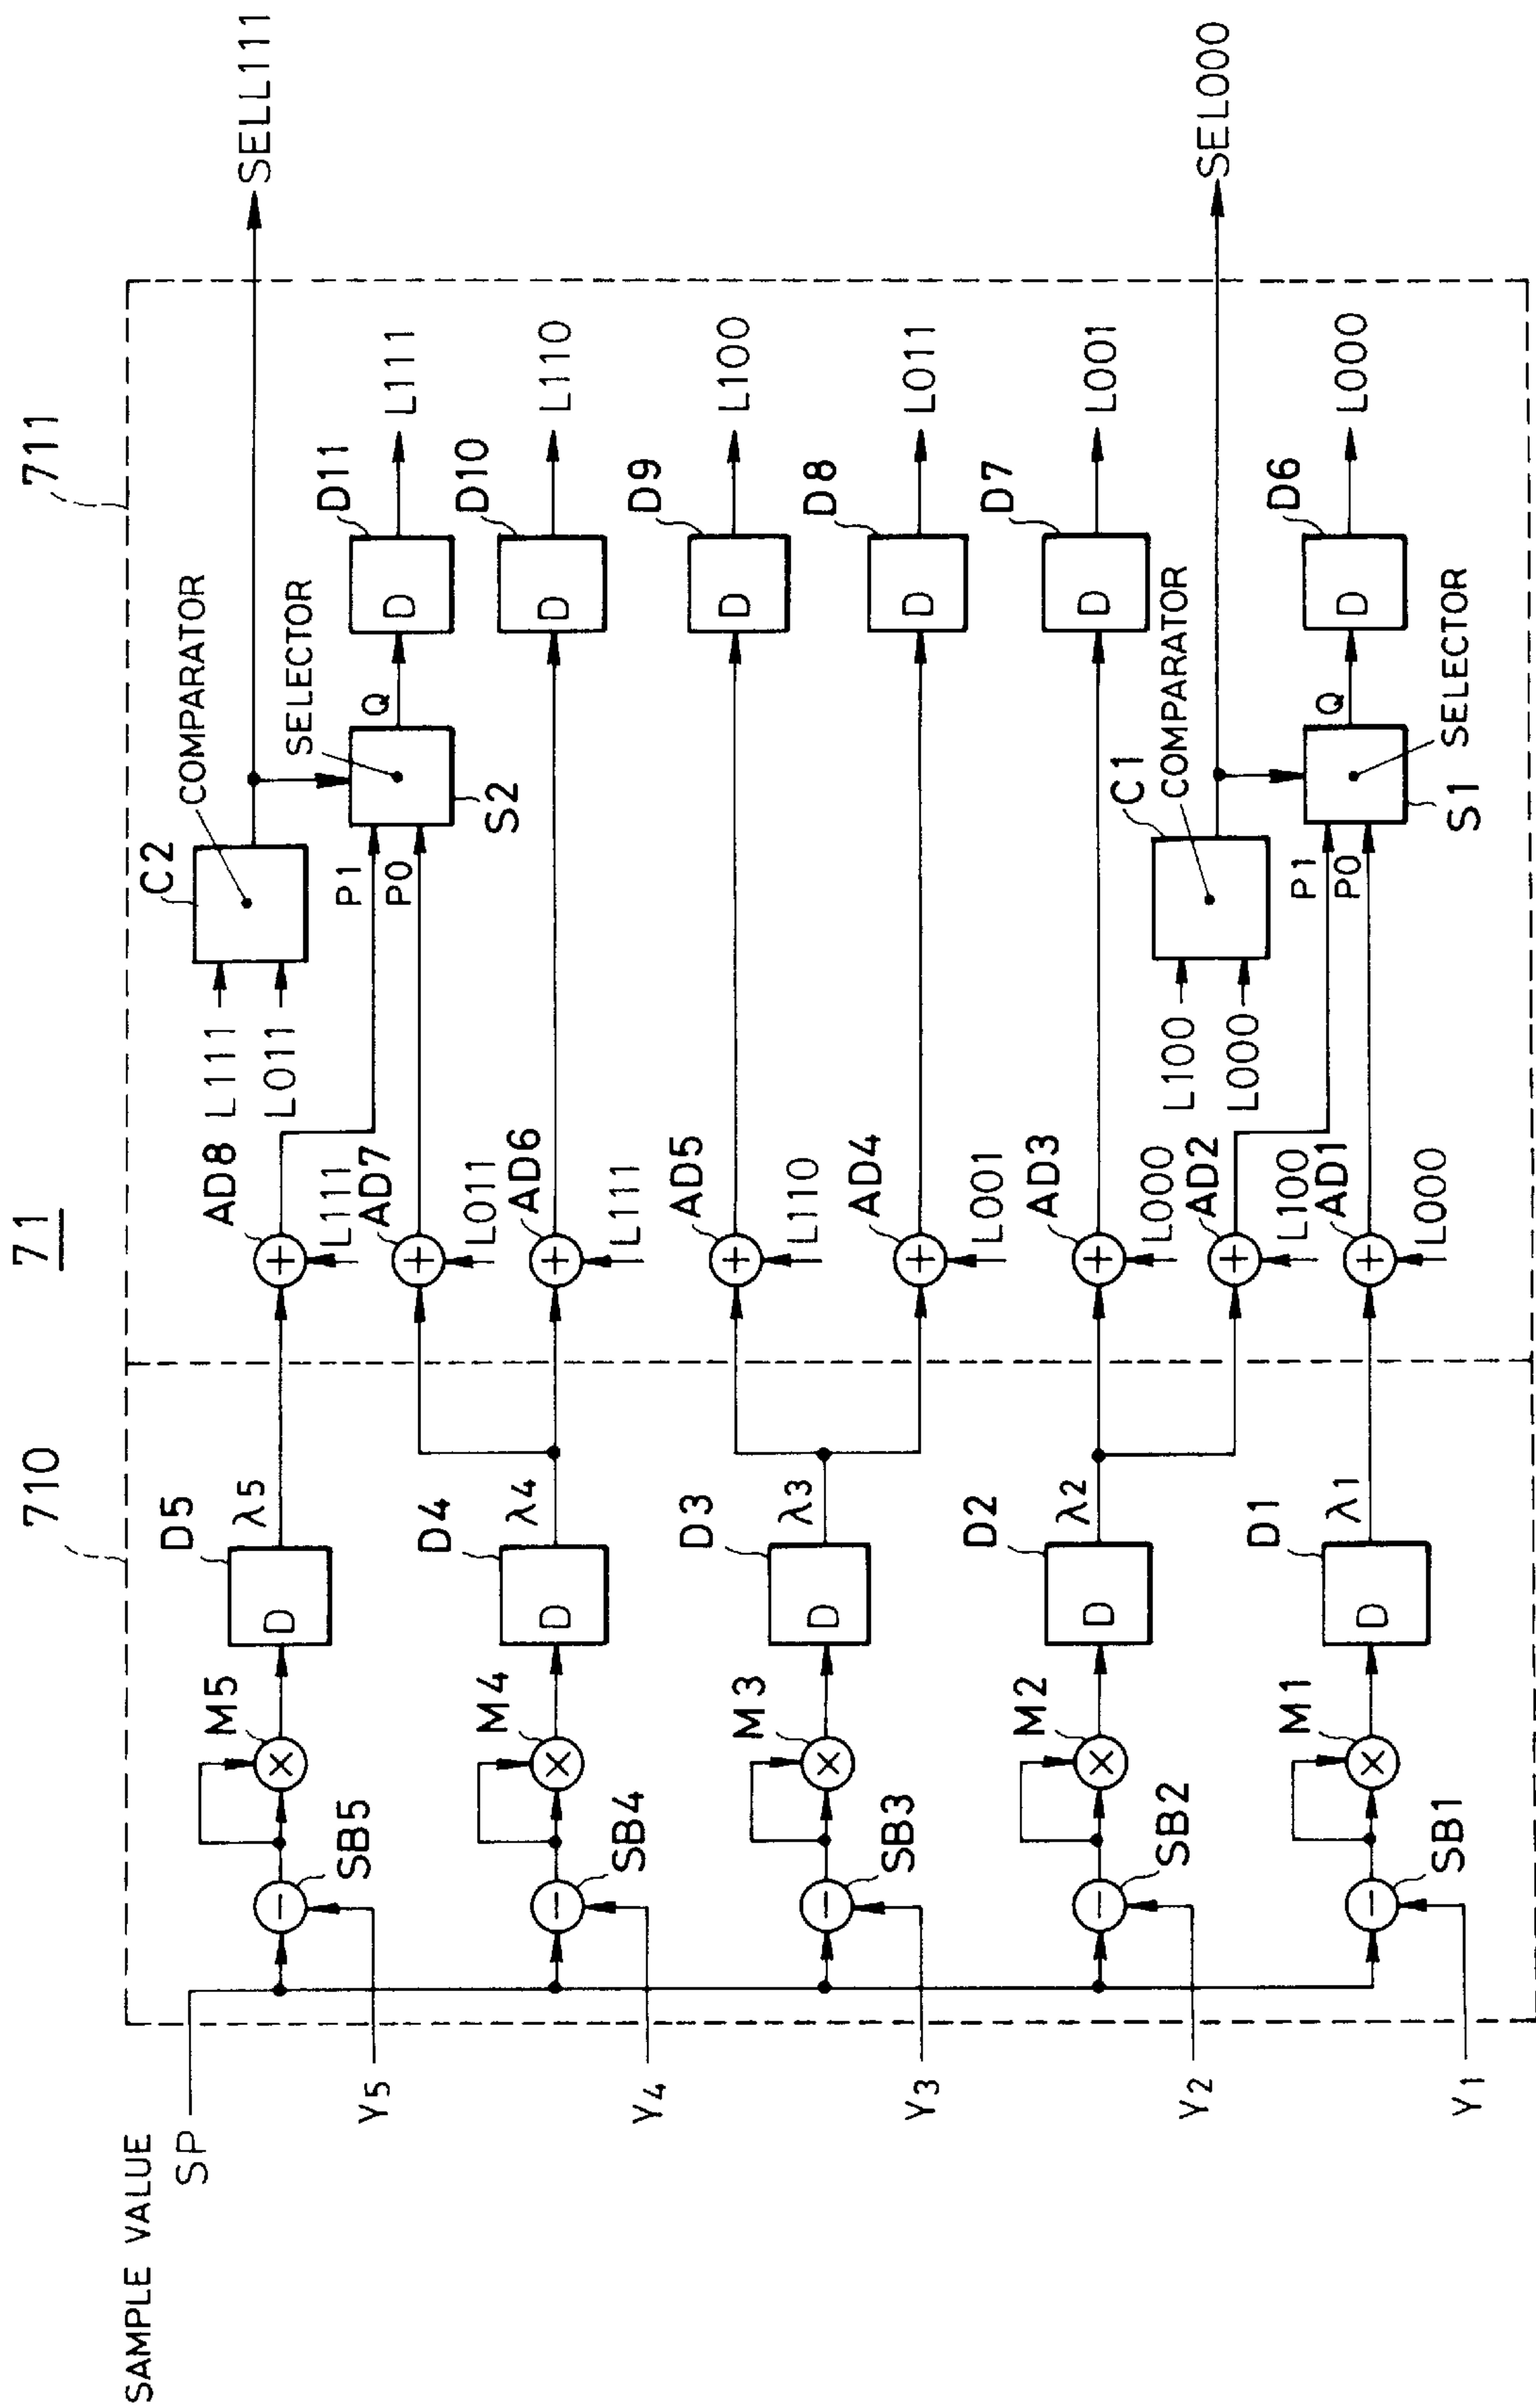 71
710
711
SAMPLE VALUE
SP
Y5
SB5
M5
D5
D
λ5
AD8
L111
L111
L011
C2
COMPARATOR
SELL111
AD7
L011
P1
P0
SELECTOR
S2
Q
D11
D
L111
Y4
SB4
M4
D4
D
λ4
AD6
L111
D10
D
L110
Y3
SB3
M3
D3
D
λ3
AD5
L110
D9
D
L100
AD4
L001
D8
D
L011
Y2
SB2
M2
D2
D
λ2
AD3
L000
D7
D
L001
AD2
L100
L100
L000
C1
COMPARATOR
SEL000
Y1
SB1
M1
D1
D
λ1
AD1
L000
P1
P0
SELECTOR
S1
Q
D6
D
L000